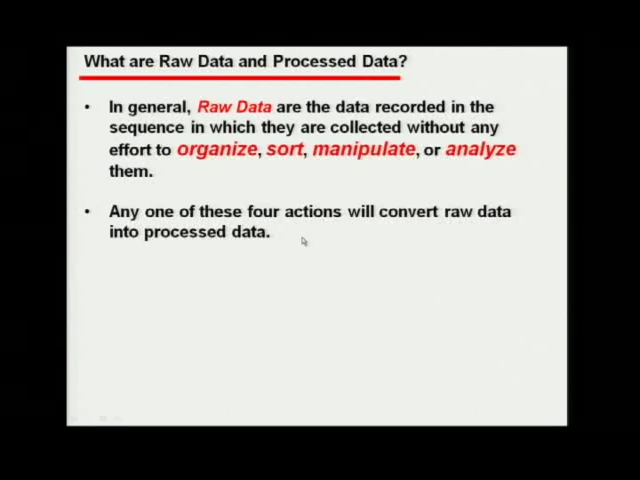 What are Raw Data and Processed Data?
• In general, Raw Data are the data recorded in the
sequence in which they are collected without any
effort to organize, sort, manipulate, or analyze
them.
• Any one of these four actions will convert raw data
into processed data.